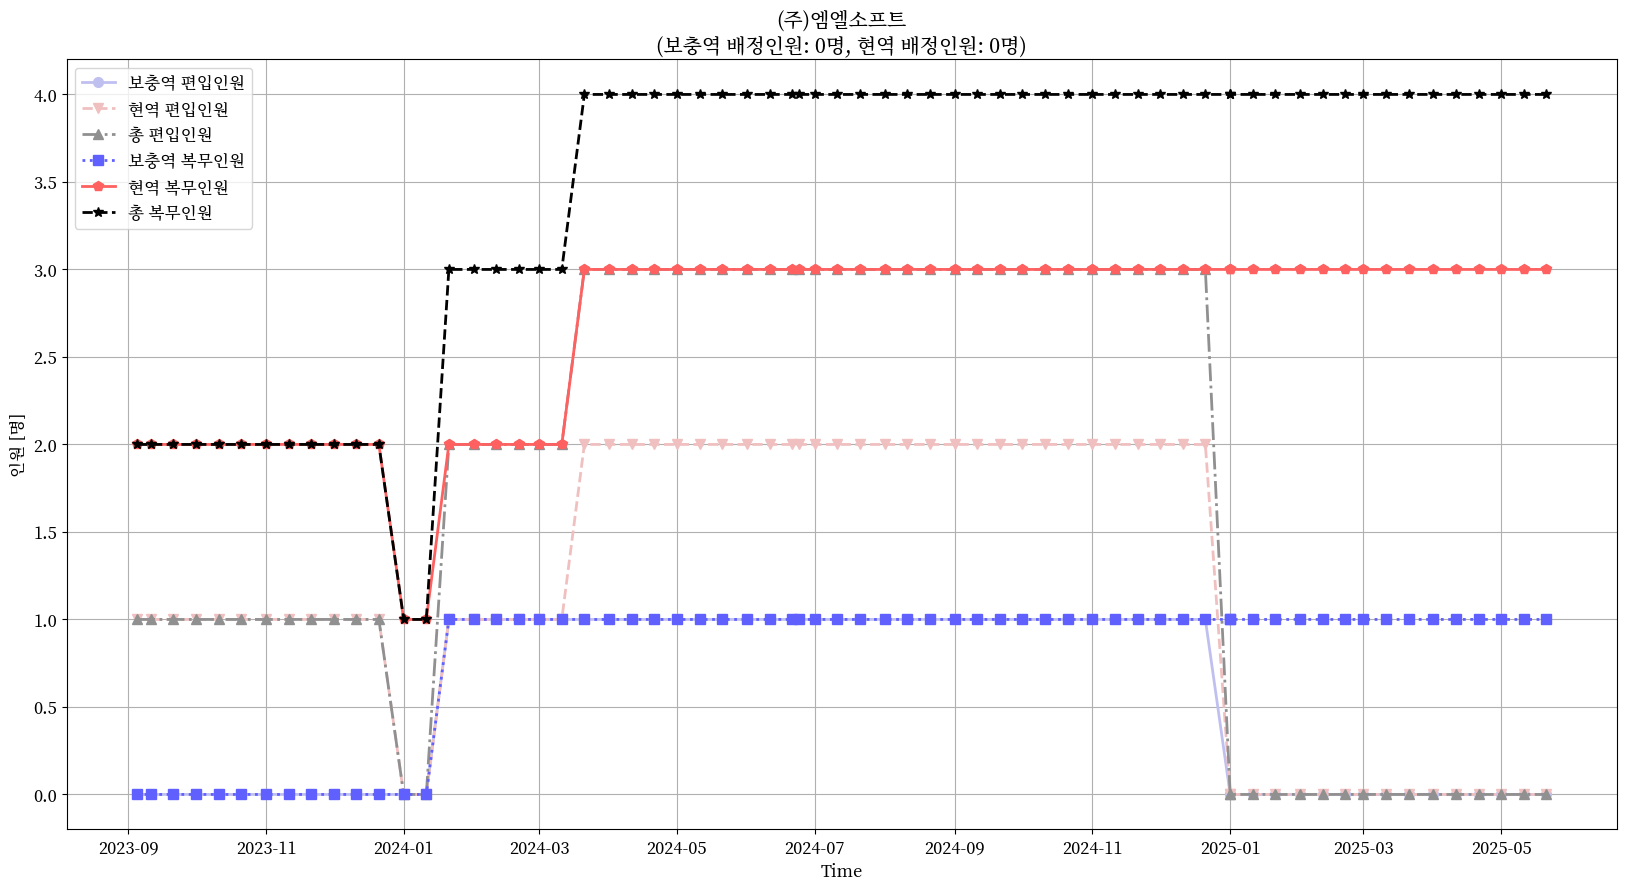 (주)엠엘소프트
(보충역 배정인원: 0명, 현역 배정인원: 0명)
보충역 편입인원
현역 편입인원
총 편입인원
보충역 복무인원
현역 복무인원
총 복무인원
인원 [명]
4.0
3.5
3.0
2.5
2.0
1.5
1.0
0.5
0.0
2023-09 2023-11 2024-01 2024-03 2024-05 2024-07 2024-09 2024-11 2025-01 2025-03 2025-05
Time